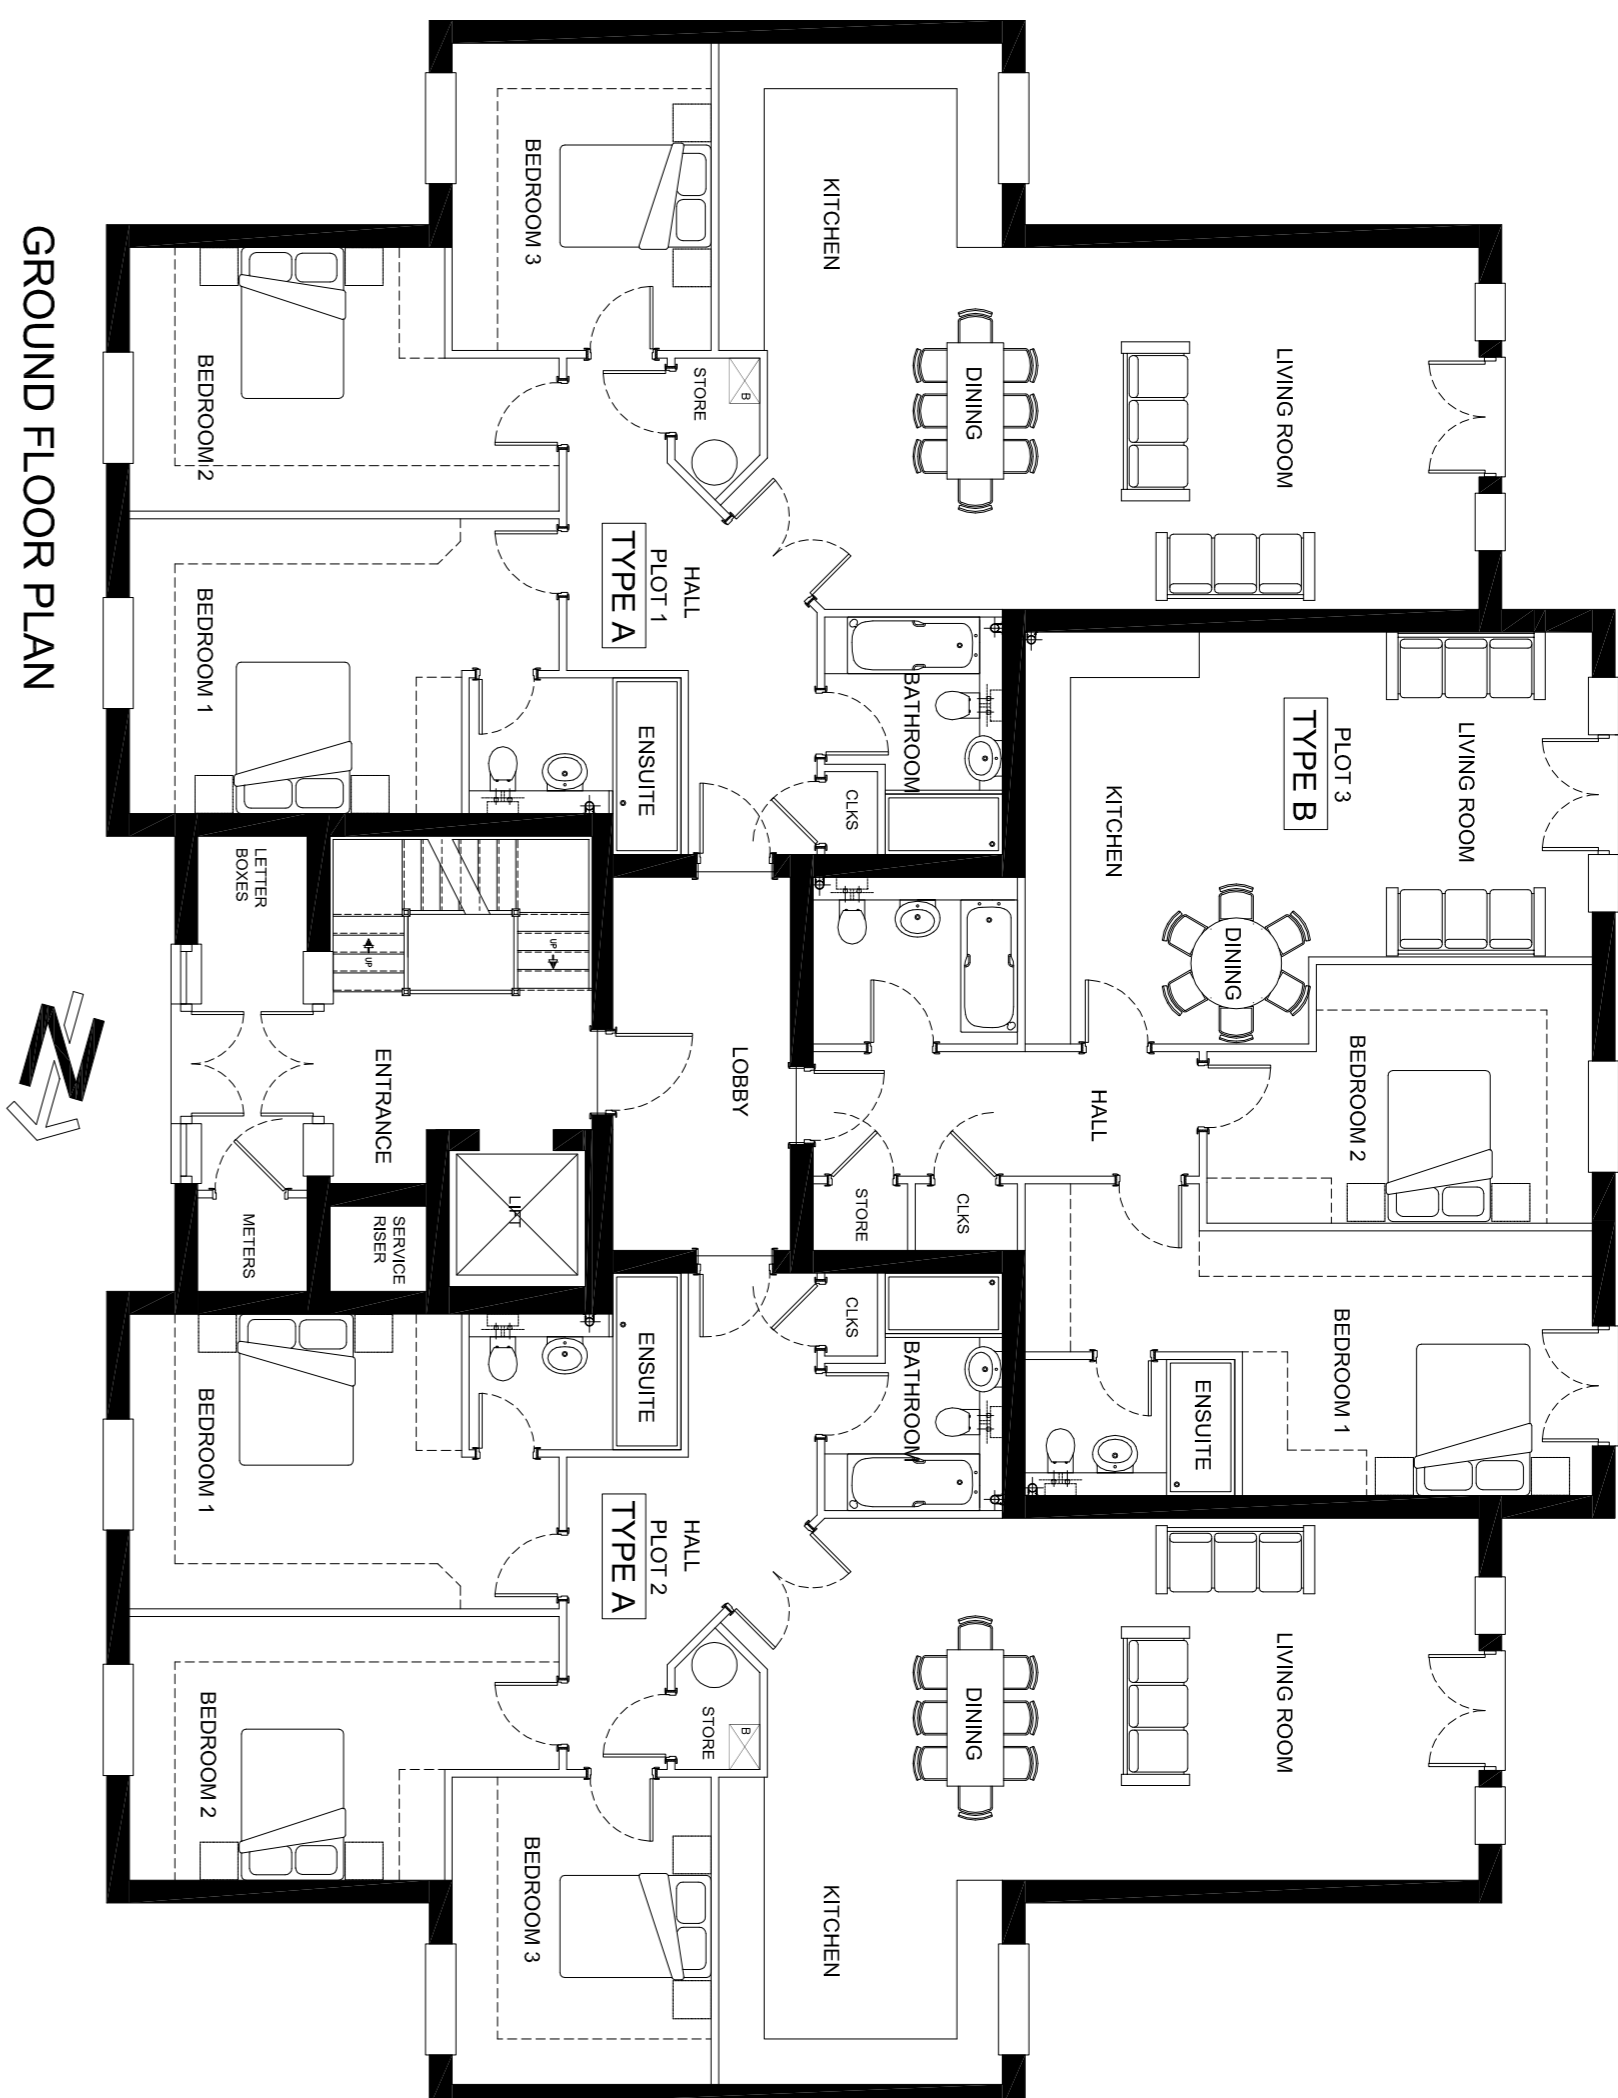 GROUND FLOOR PLAN
BEDROOM 3
KITCHEN
BEDROOM 2
STORE
B
DINING
LIVING ROOM
BEDROOM 1
HALL
PLOT 1
TYPE A
ENSUITE
BATHROOM
CLKS
KITCHEN
PLOT 3
TYPE B
LIVING ROOM
DINING
LETTER
BOXES
UP
UP
ENTRANCE
LOBBY
HALL
BEDROOM 2
N
METERS
SERVICE
RISER
LIFT
STORE
CLKS
BEDROOM 1
ENSUITE
ENSUITE
CLKS
BATHROOM
BEDROOM 1
HALL
PLOT 2
TYPE A
BEDROOM 2
STORE
B
DINING
LIVING ROOM
BEDROOM 3
KITCHEN